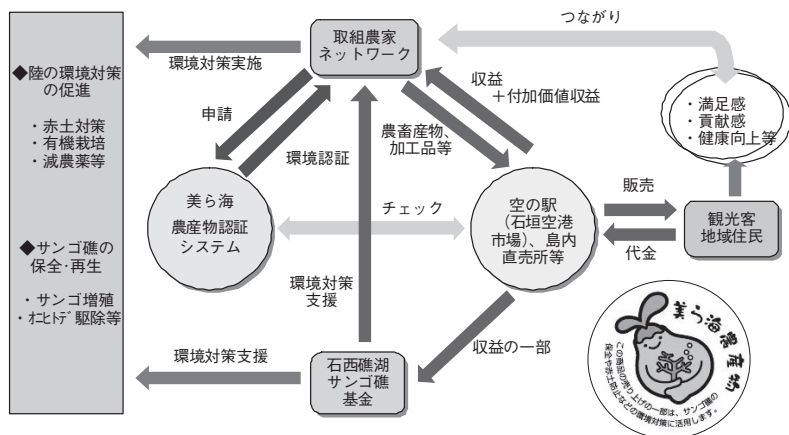 つながり
取組農家
ネットワーク
環境対策実施
◆陸の環境対策
の促進
・赤土対策
・有機栽培
・減農薬等
収益
＋付加価値収益
・満足感
・貢献感
・健康向上等
申請
環境認証
農畜産物、
加工品等
美ら海
農産物認証
システム
チェック
空の駅
（石垣空港
市場）、島内
直売所等
販売
代金
観光客
地域住民
◆サンゴ礁の
保全・再生
・サンゴ増殖
・ｵﾆﾋﾄﾃﾞ駆除等
環境対策
支援
環境対策支援
石西礁湖
サンゴ礁
基金
収益の一部
美ら海農産物
この商品の売り上げの一部は、サンゴ礁の
保全や赤土防止などの環境対策に活用します。